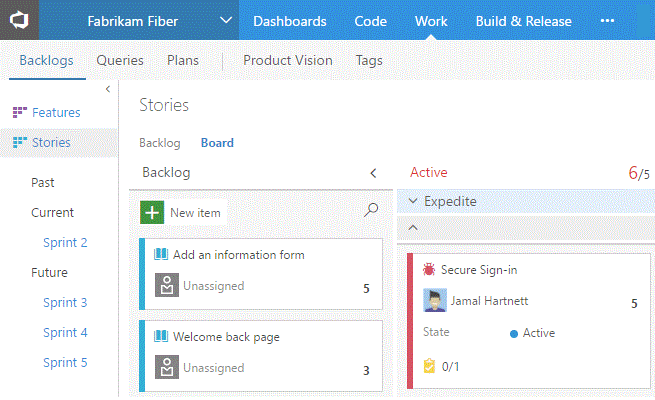 Fabrikam Fiber Dashboards Code Work Build & Release
Backlogs Queries Plans Product Vision Tags
Features
Stories
Past
Current
Sprint 2
Future
Sprint 3
Sprint 4
Sprint 5
Stories
Backlog Board
Backlog
New item
Add an information form
Unassigned 5
Welcome back page
Unassigned 3
Active 6/5
Expedite
Secure Sign-in
Jamal Hartnett 5
State Active
0/1